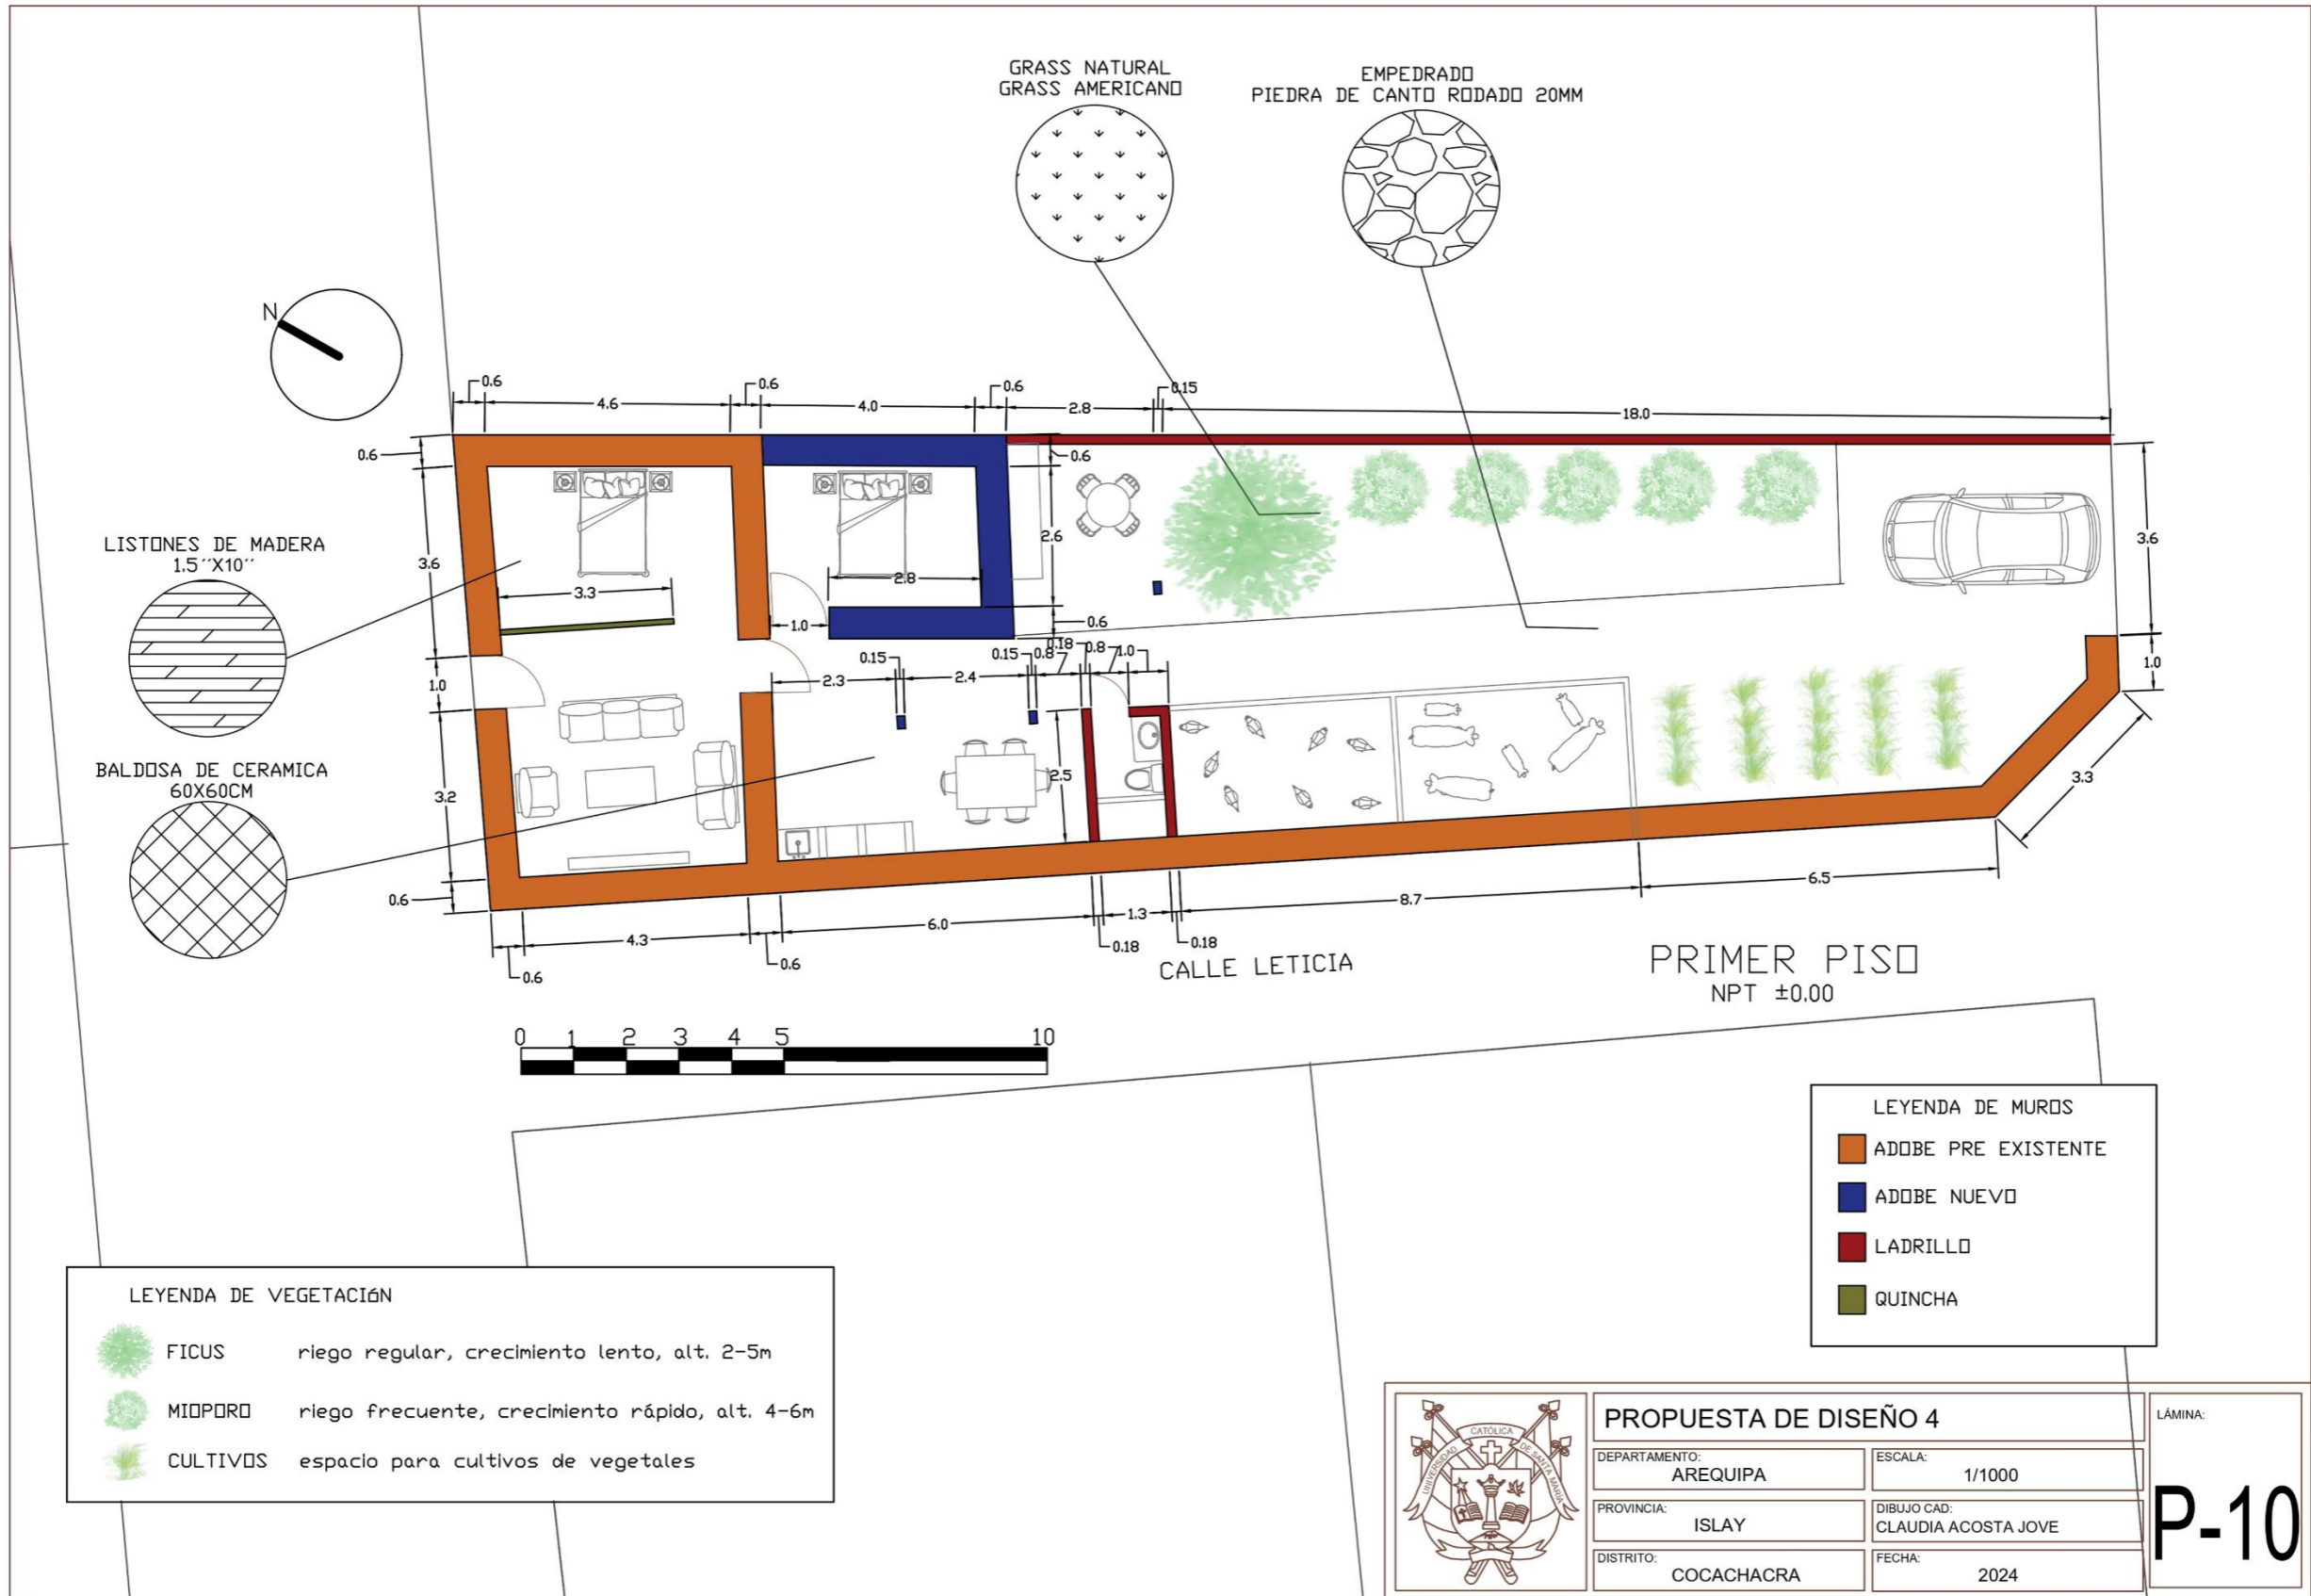 GRASS NATURAL
GRASS AMERICANO
EMPEDRADO
PIEDRA DE CANTO RODADO 20MM
N
0.6
4.6
0.6
4.0
0.6
2.8
0.15
18.0
0.6
0.6
3.6
2.6
3.6
LISTONES DE MADERA
1.5´´X10´´
3.3
2.8
1.0
0.6
0.15
0.15
0.8
0.18
0.8
1.0
1.0
2.3
2.4
1.0
BALDOSA DE CERAMICA
60X60CM
3.2
2.5
3.3
0.6
4.3
0.6
6.0
1.3
8.7
6.5
0.6
0.18
0.18
CALLE LETICIA
PRIMER PISO
NPT ±0.00
0 1 2 3 4 5 10
LEYENDA DE MUROS
ADOBE PRE EXISTENTE
ADOBE NUEVO
LADRILLO
QUINCHA
LEYENDA DE VEGETACIóN
FICUS riego regular, crecimiento lento, alt. 2-5m
MIOPORO riego frecuente, crecimiento rápido, alt. 4-6m
CULTIVOS espacio para cultivos de vegetales
UNIVERSIDAD CATÓLICA DE SANTA MARÍA
PROPUESTA DE DISEÑO 4
DEPARTAMENTO:
AREQUIPA
ESCALA:
1/1000
PROVINCIA:
ISLAY
DIBUJO CAD:
CLAUDIA ACOSTA JOVE
DISTRITO:
COCACHACRA
FECHA:
2024
LÁMINA:
P-10